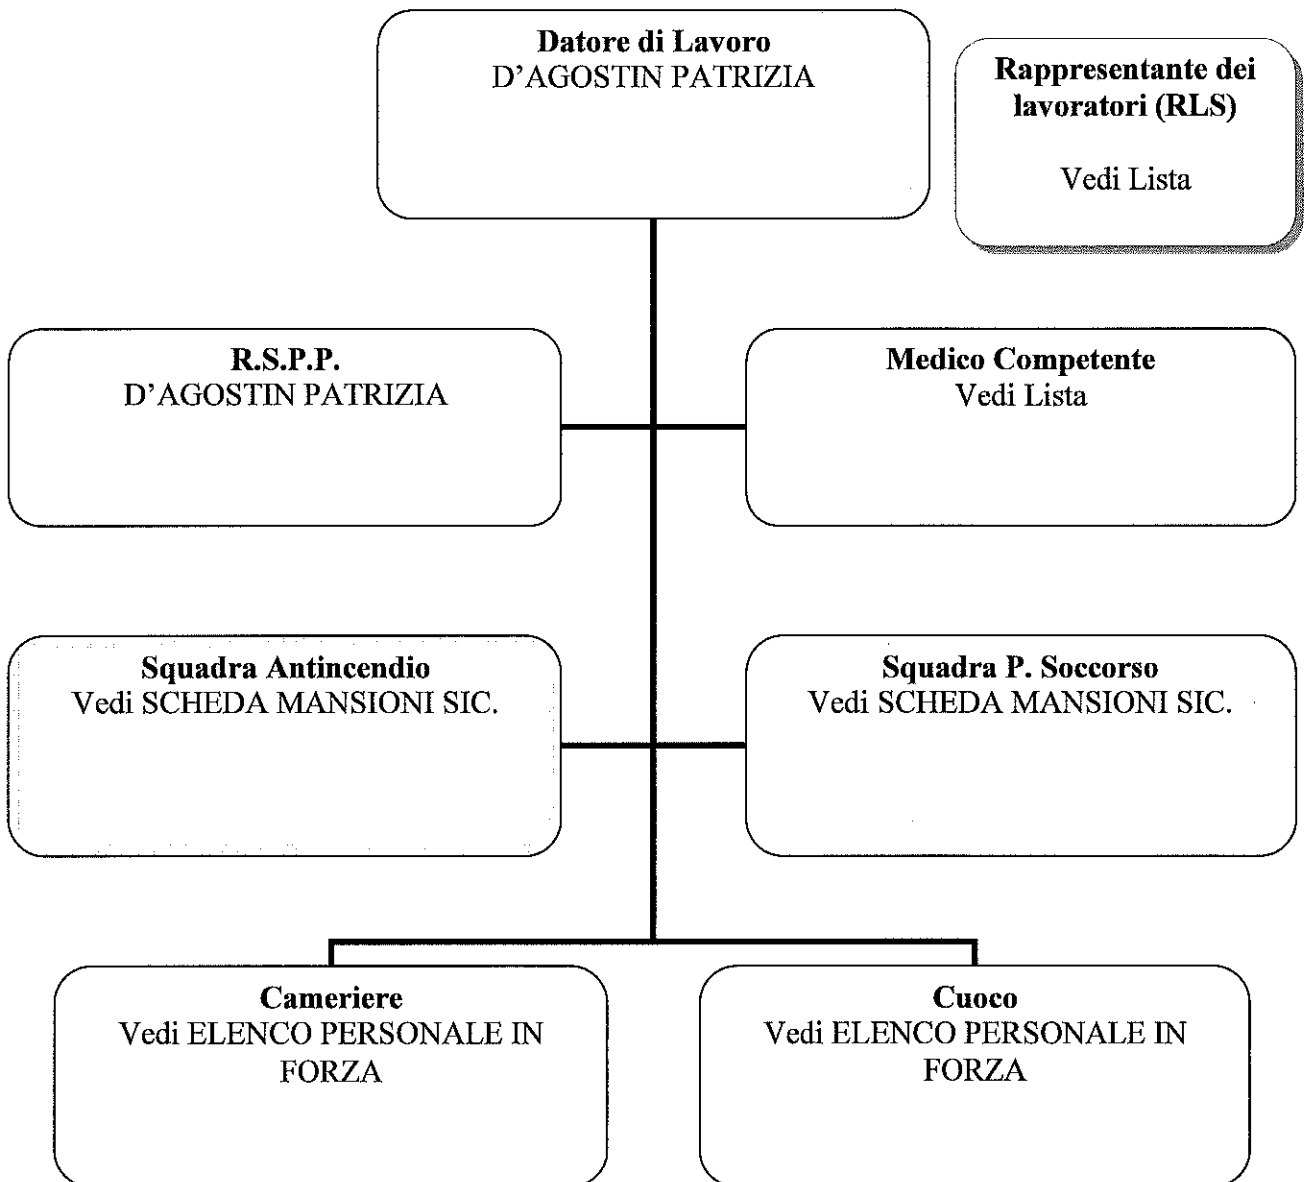 Datore di Lavoro
D'AGOSTIN PATRIZIA
Rappresentante dei
lavoratori (RLS)
Vedi Lista
R.S.P.P.
D'AGOSTIN PATRIZIA
Medico Competente
Vedi Lista
Squadra Antincendio
Vedi SCHEDA MANSIONI SIC.
Squadra P. Soccorso
Vedi SCHEDA MANSIONI SIC.
Cameriere
Vedi ELENCO PERSONALE IN
FORZA
Cuoco
Vedi ELENCO PERSONALE IN
FORZA